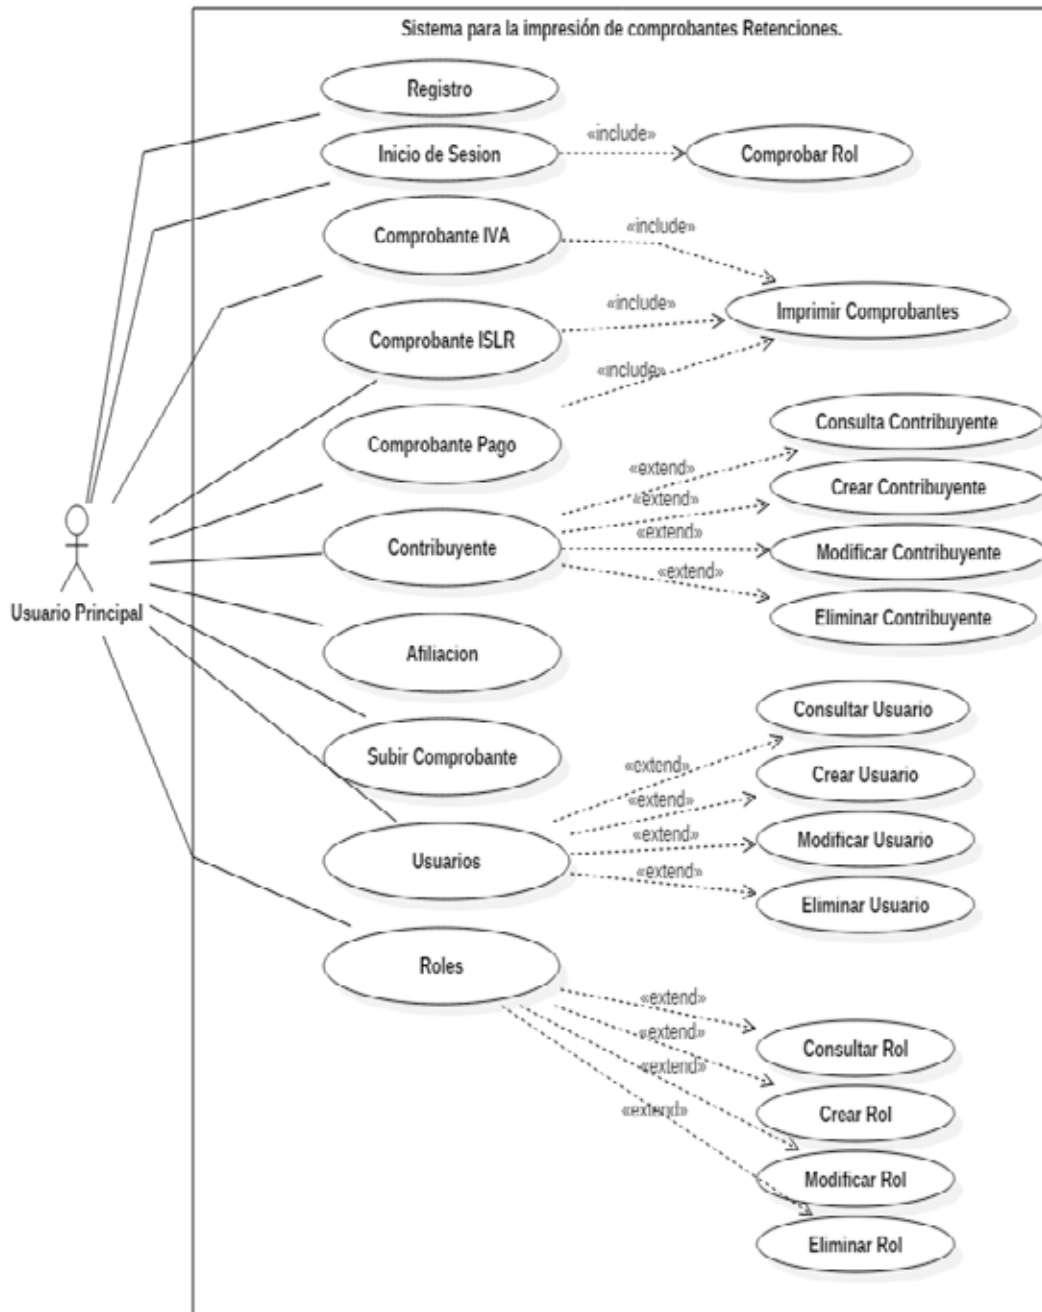 Sistema para la impresión de comprobantes Retenciones.
Registro
Inicio de Sesion
«include»
Comprobar Rol
Comprobante IVA
«include»
Comprobante ISLR
«include»
Imprimir Comprobantes
Comprobante Pago
«include»
Consulta Contribuyente
«extend»
Crear Contribuyente
«extend»
Contribuyente
«extend»
Modificar Contribuyente
«extend»
Eliminar Contribuyente
Usuario Principal
Afiliacion
Subir Comprobante
Consultar Usuario
«extend»
Crear Usuario
«extend»
Usuarios
«extend»
Modificar Usuario
«extend»
Eliminar Usuario
Roles
«extend»
Consultar Rol
«extend»
Crear Rol
«extend»
Modificar Rol
«extend»
Eliminar Rol